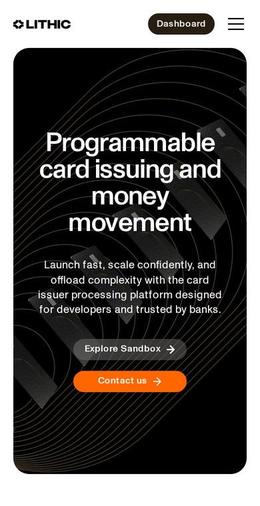 LITHIC
Dashboard
Programmable
card issuing and
money
movement
Launch fast, scale confidently, and
offload complexity with the card
issuer processing platform designed
for developers and trusted by banks.
Explore Sandbox →
Contact us →